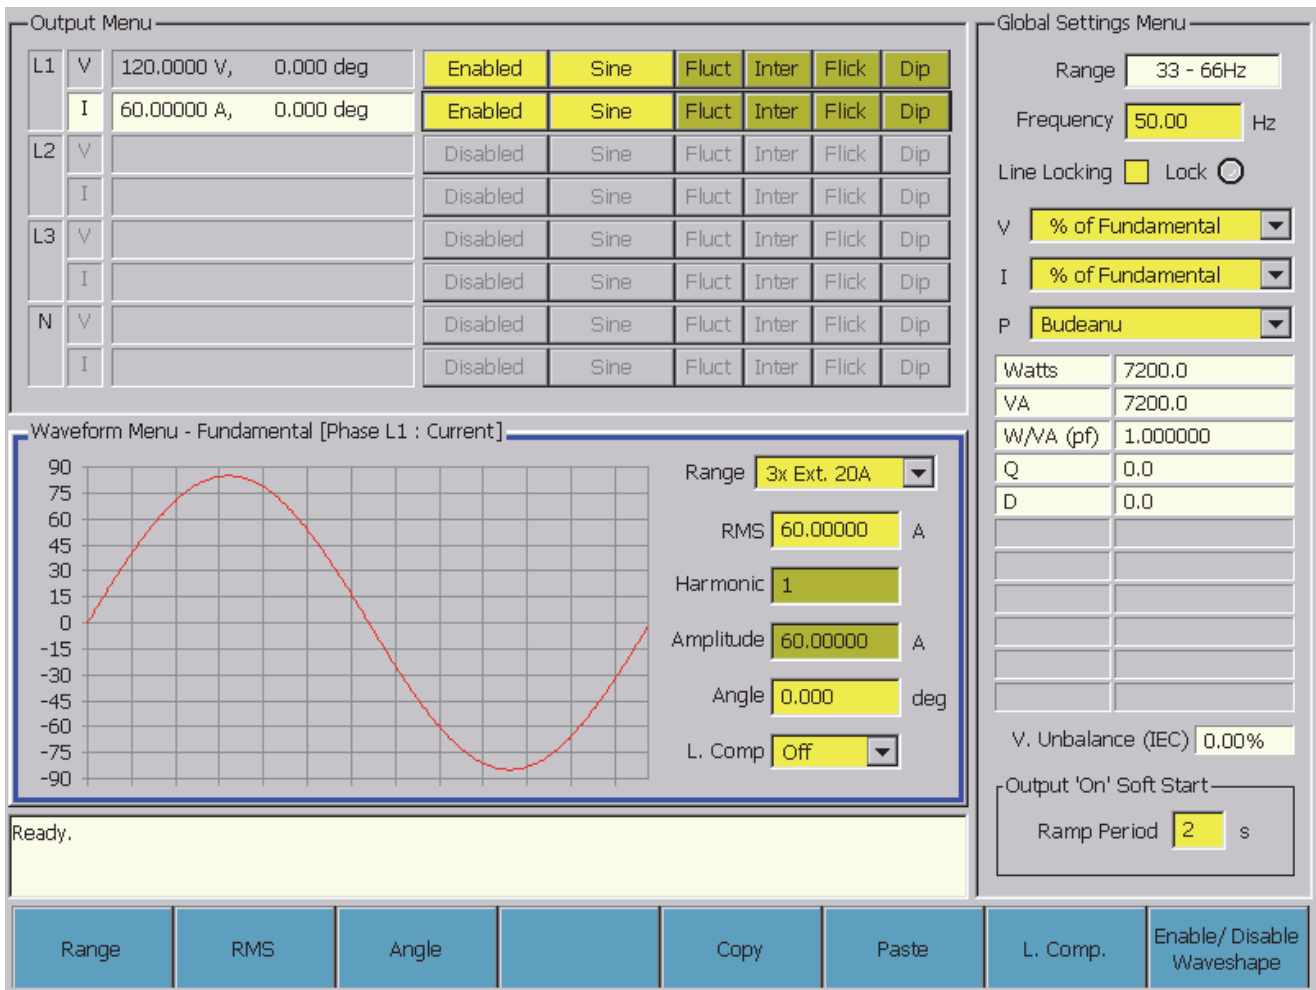 Output Menu
L1 V 120.0000 V, 0.000 deg Enabled Sine Fluct Inter Flick Dip
I 60.00000 A, 0.000 deg Enabled Sine Fluct Inter Flick Dip
L2 V Disabled Sine Fluct Inter Flick Dip
I Disabled Sine Fluct Inter Flick Dip
L3 V Disabled Sine Fluct Inter Flick Dip
I Disabled Sine Fluct Inter Flick Dip
N V Disabled Sine Fluct Inter Flick Dip
I Disabled Sine Fluct Inter Flick Dip
Waveform Menu - Fundamental [Phase L1 : Current]
90
75
60
45
30
15
0
-15
-30
-45
-60
-75
-90
Range 3x Ext. 20A
RMS 60.00000 A
Harmonic 1
Amplitude 60.00000 A
Angle 0.000 deg
L. Comp Off
Ready.
Global Settings Menu
Range 33 - 66Hz
Frequency 50.00 Hz
Line Locking Lock
V % of Fundamental
I % of Fundamental
P Budeanu
Watts 7200.0
VA 7200.0
W/VA (pf) 1.000000
Q 0.0
D 0.0
V. Unbalance (IEC) 0.00%
Output 'On' Soft Start
Ramp Period 2 s
Range RMS Angle Copy Paste L. Comp. Enable/ Disable
Waveshape